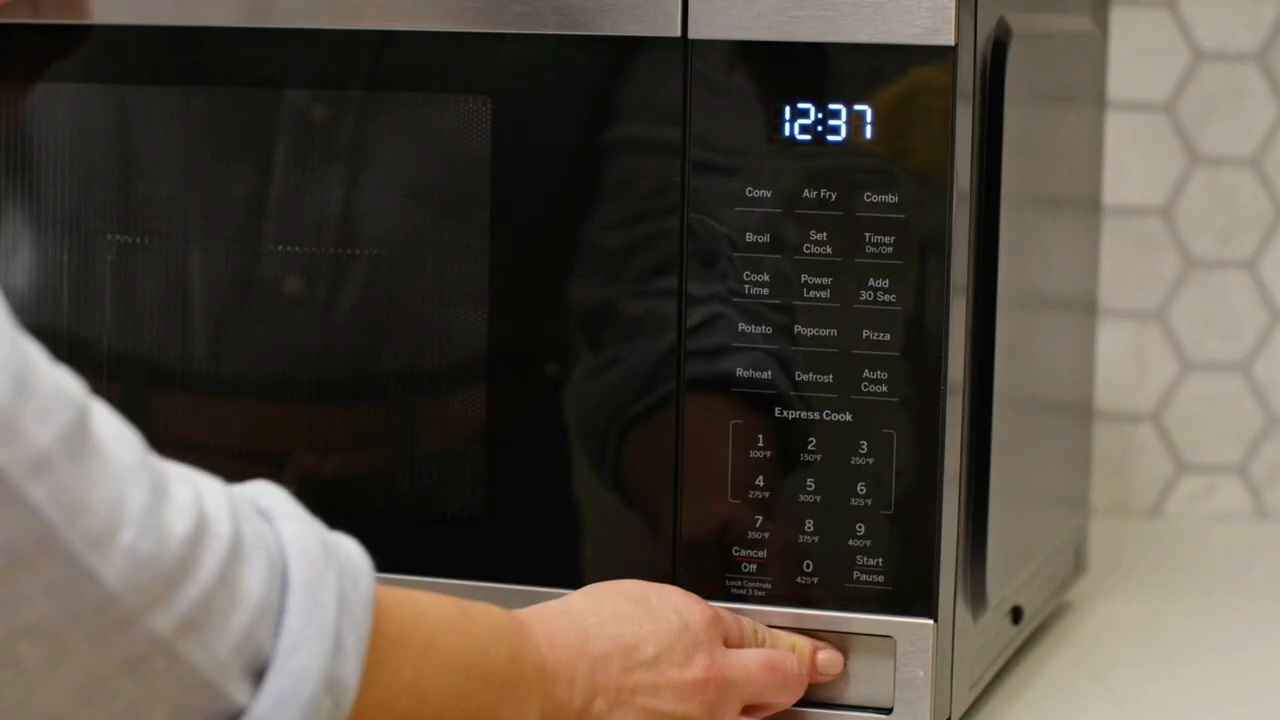 12:37
Conv Air Fry Combi
Broil Set Clock Timer On/Off
Cook Time Power Level Add 30 Sec
Potato Popcorn Pizza
Reheat Defrost Auto Cook
Express Cook
1 2 3
100°F 150°F 250°F
4 5 6
275°F 300°F 325°F
7 8 9
350°F 375°F 400°F
Cancel Off 0 Start Pause
425°F
Lock Controls
Hold 3 Sec